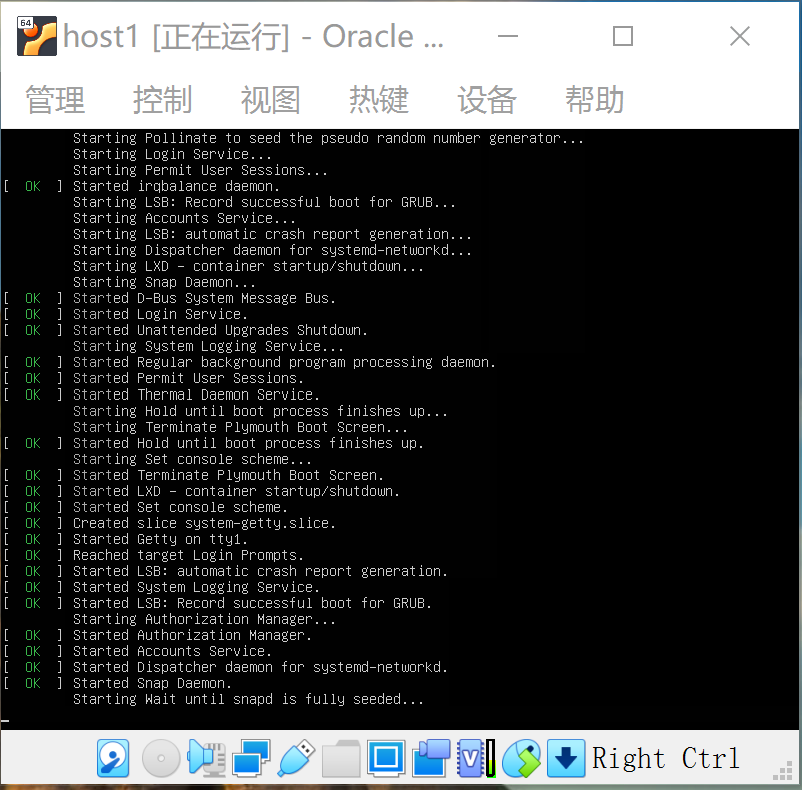 64
host1 [正在运行] - Oracle ...
管理 控制 视图 热键 设备 帮助
Starting Pollinate to seed the pseudo random number generator...
Starting Login Service...
Starting Permit User Sessions...
[  OK  ] Started irqbalance daemon.
Starting LSB: Record successful boot for GRUB...
Starting Accounts Service...
Starting LSB: automatic crash report generation...
Starting Dispatcher daemon for systemd-networkd...
Starting LXD - container startup/shutdown...
Starting Snap Daemon...
[  OK  ] Started D-Bus System Message Bus.
[  OK  ] Started Login Service.
[  OK  ] Started Unattended Upgrades Shutdown.
Starting System Logging Service...
[  OK  ] Started Regular background program processing daemon.
[  OK  ] Started Permit User Sessions.
[  OK  ] Started Thermal Daemon Service.
Starting Hold until boot process finishes up...
Starting Terminate Plymouth Boot Screen...
[  OK  ] Started Hold until boot process finishes up.
Starting Set console scheme...
[  OK  ] Started Terminate Plymouth Boot Screen.
[  OK  ] Started LXD - container startup/shutdown.
[  OK  ] Started Set console scheme.
[  OK  ] Created slice system-getty.slice.
[  OK  ] Started Getty on tty1.
[  OK  ] Reached target Login Prompts.
[  OK  ] Started LSB: automatic crash report generation.
[  OK  ] Started System Logging Service.
[  OK  ] Started LSB: Record successful boot for GRUB.
Starting Authorization Manager...
[  OK  ] Started Authorization Manager.
[  OK  ] Started Accounts Service.
[  OK  ] Started Dispatcher daemon for systemd-networkd.
[  OK  ] Started Snap Daemon.
Starting Wait until snapd is fully seeded...
V Right Ctrl